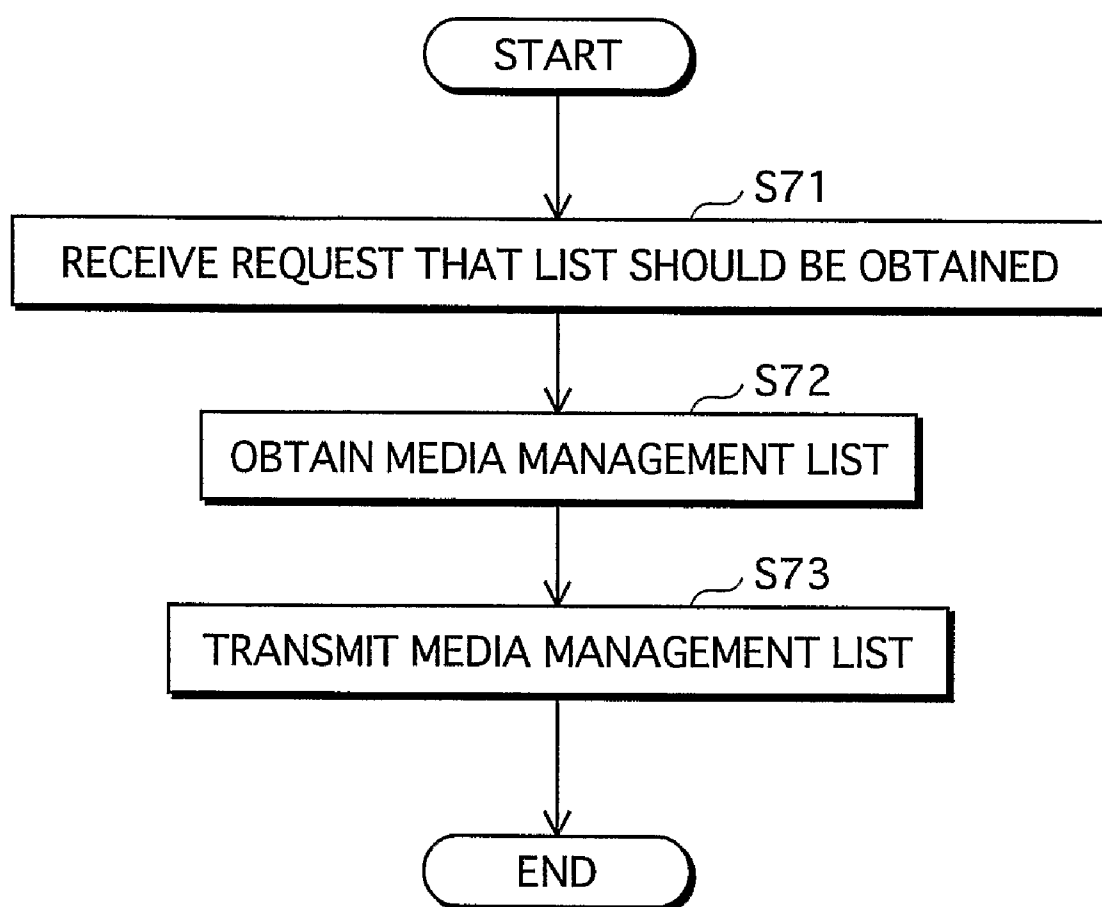 START
S71
RECEIVE REQUEST THAT LIST SHOULD BE OBTAINED
S72
OBTAIN MEDIA MANAGEMENT LIST
S73
TRANSMIT MEDIA MANAGEMENT LIST
END